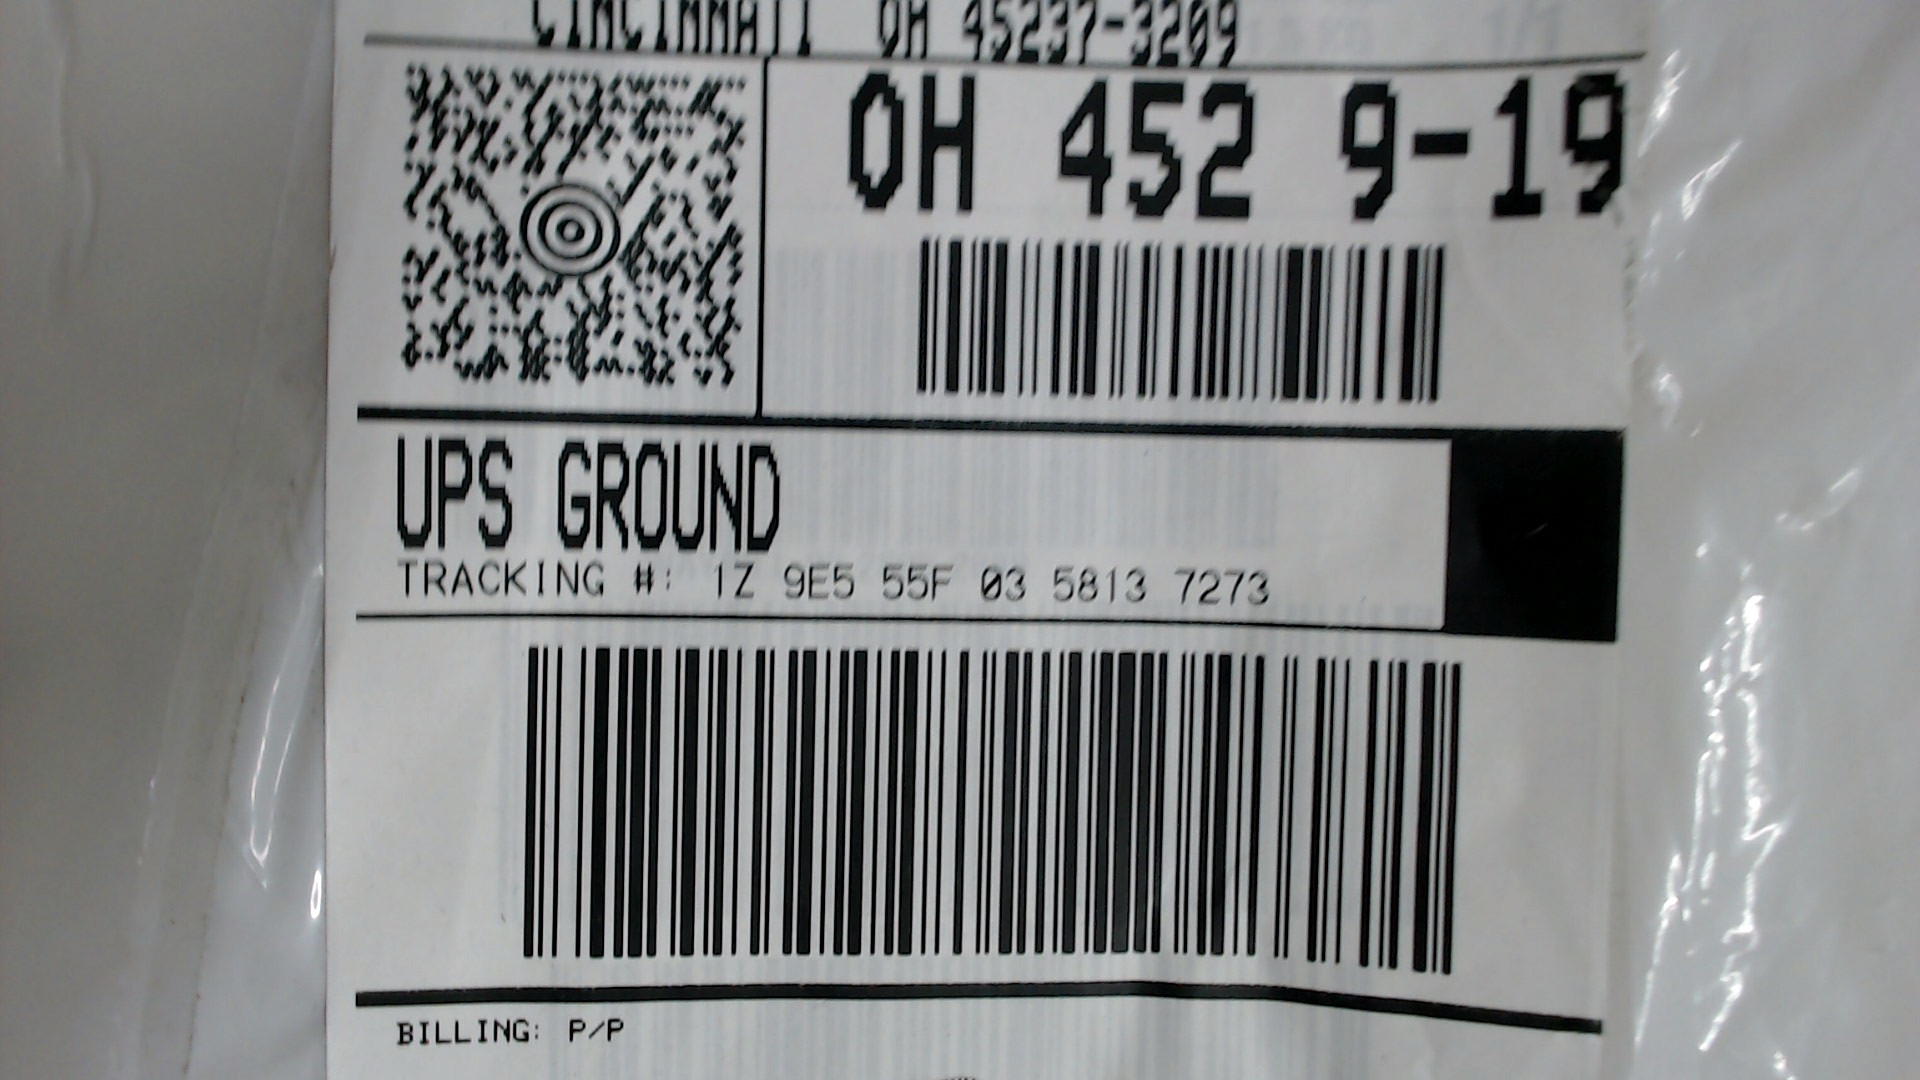 CINCINNATI OH 45237-3209
OH 452 9-19
UPS GROUND
TRACKING #: 1Z 9E5 55F 03 5813 7273
BILLING: P/P